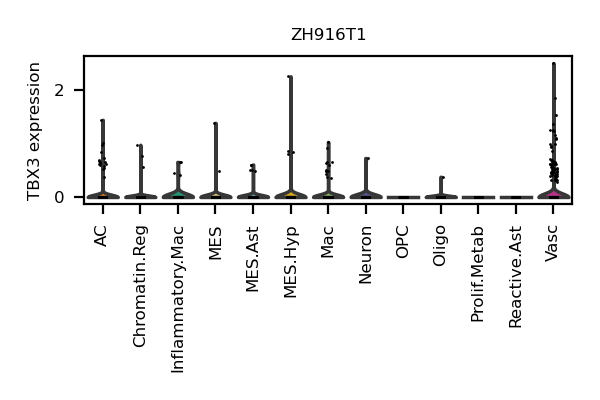 ZH916T1
TBX3 expression
2
0
AC
Chromatin.Reg
Inflammatory.Mac
MES
MES.Ast
MES.Hyp
Mac
Neuron
OPC
Oligo
Prolif.Metab
Reactive.Ast
Vasc